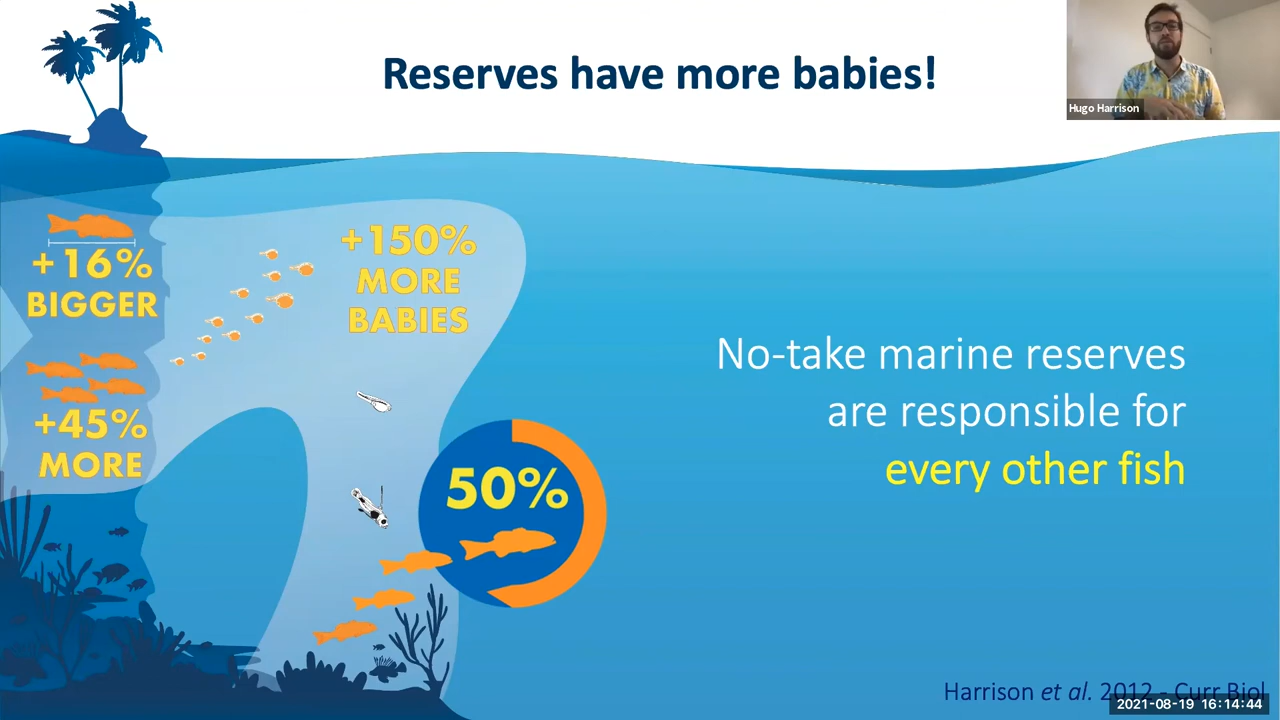 Reserves have more babies!
Hugo Harrison
+16%
BIGGER
+45%
MORE
+150%
MORE
BABIES
50%
No-take marine reserves
are responsible for
every other fish
Harrison et al. 2012 - Curr Biol
2021-08-19 16:14:44